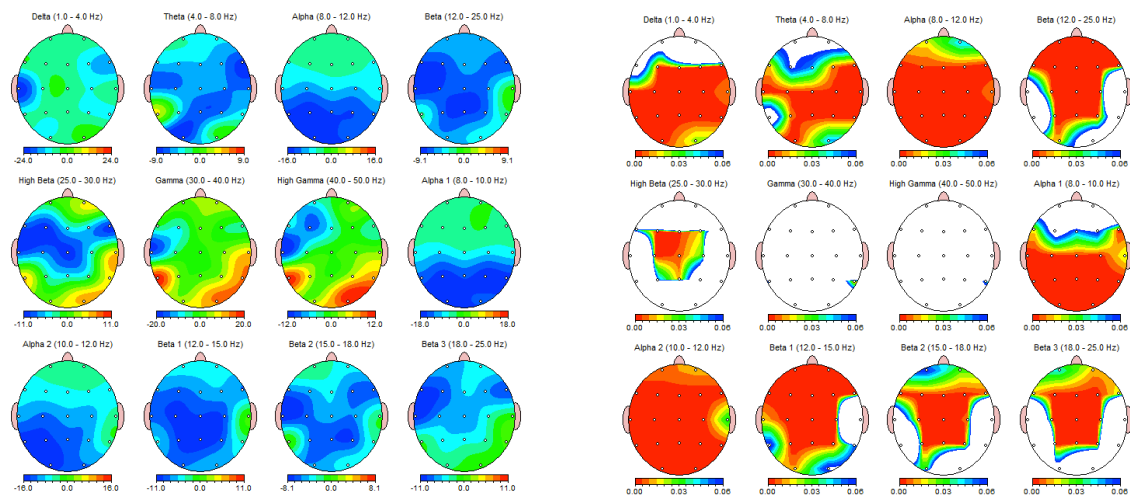 Delta (1.0 - 4.0 Hz) Theta (4.0 - 8.0 Hz) Alpha (8.0 - 12.0 Hz) Beta (12.0 - 25.0 Hz)
-24.0 0.0 24.0 -9.0 0.0 9.0 -16.0 0.0 16.0 -9.1 0.0 9.1
High Beta (25.0 - 30.0 Hz) Gamma (30.0 - 40.0 Hz) High Gamma (40.0 - 50.0 Hz) Alpha 1 (8.0 - 10.0 Hz)
-11.0 0.0 11.0 -20.0 0.0 20.0 -12.0 0.0 12.0 -18.0 0.0 18.0
Alpha 2 (10.0 - 12.0 Hz) Beta 1 (12.0 - 15.0 Hz) Beta 2 (15.0 - 18.0 Hz) Beta 3 (18.0 - 25.0 Hz)
-16.0 0.0 16.0 -11.0 0.0 11.0 -8.1 0.0 8.1 -11.0 0.0 11.0
Delta (1.0 - 4.0 Hz) Theta (4.0 - 8.0 Hz) Alpha (8.0 - 12.0 Hz) Beta (12.0 - 25.0 Hz)
0.00 0.03 0.06 0.00 0.03 0.06 0.00 0.03 0.06 0.00 0.03 0.06
High Beta (25.0 - 30.0 Hz) Gamma (30.0 - 40.0 Hz) High Gamma (40.0 - 50.0 Hz) Alpha 1 (8.0 - 10.0 Hz)
0.00 0.03 0.06 0.00 0.03 0.06 0.00 0.03 0.06 0.00 0.03 0.06
Alpha 2 (10.0 - 12.0 Hz) Beta 1 (12.0 - 15.0 Hz) Beta 2 (15.0 - 18.0 Hz) Beta 3 (18.0 - 25.0 Hz)
0.00 0.03 0.06 0.00 0.03 0.06 0.00 0.03 0.06 0.00 0.03 0.06